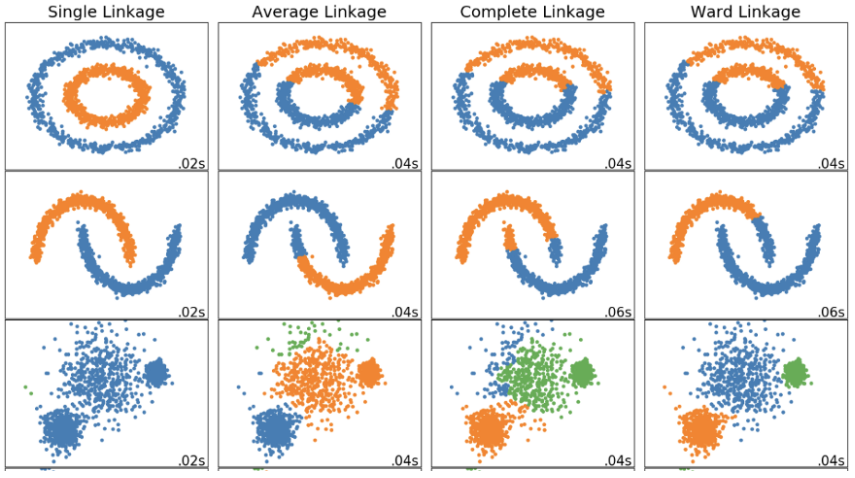 Single Linkage
Average Linkage
Complete Linkage
Ward Linkage
.02s
.04s
.04s
.04s
.02s
.04s
.06s
.06s
.02s
.04s
.04s
.04s